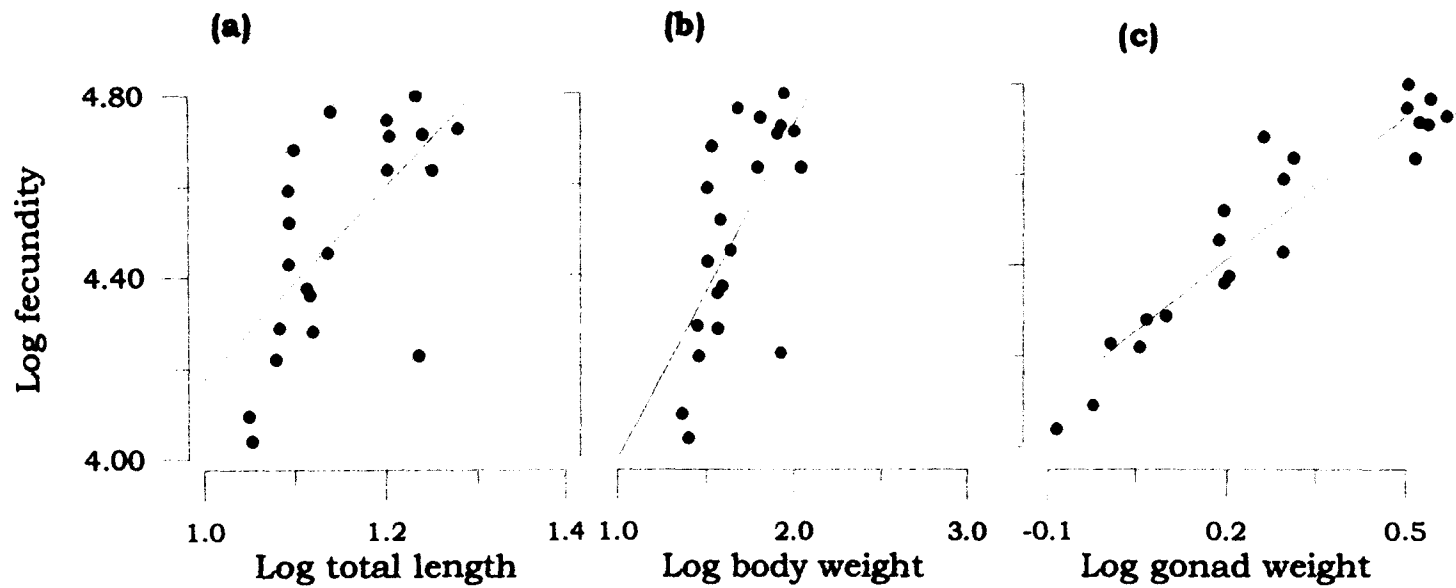 (a) (b) (c)
4.80
4.40
4.00
Log fecundity
1.0 1.2 1.4 1.0 2.0 3.0 -0.1 0.2 0.5
Log total length Log body weight Log gonad weight